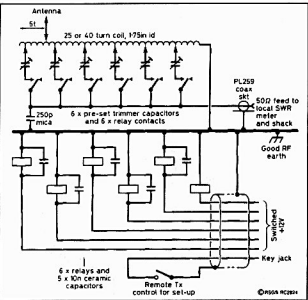 Antenna
5t
25 or 40 turn coil, 1·75in id
PL259
coax
skt
50Ω feed to
local SWR
meter
and shack
250p
mica
6 x pre-set trimmer capacitors
and 6 x relay contacts
Good RF
earth
Switched
+12V
Key jack
6 x relays and
5 x 10n ceramic
capacitors
Remote Tx
control for set-up
©RSGB RC2924